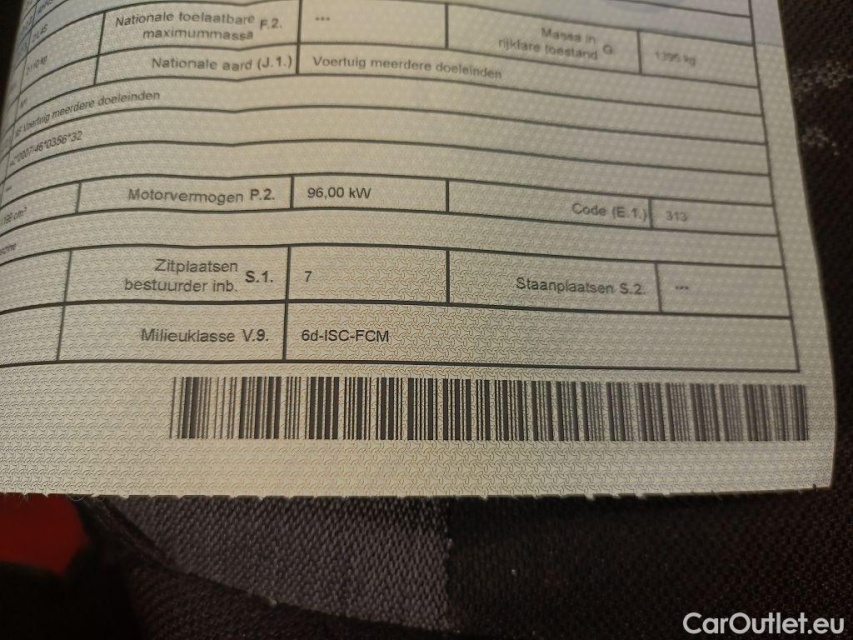 Nationale toelaatbare maximummassa F.2.
---
Massa in rijklare toestand G.
1395 kg
Nationale aard (J.1.)
Voertuig meerdere doeleinden
AF Voertuig meerdere doeleinden
Motorvermogen P.2.
96,00 kW
Code (E.1.)
313
Zitplaatsen bestuurder inb. S.1.
7
Staanplaatsen S.2.
---
Milieuklasse V.9.
6d-ISC-FCM
CarOutlet.eu